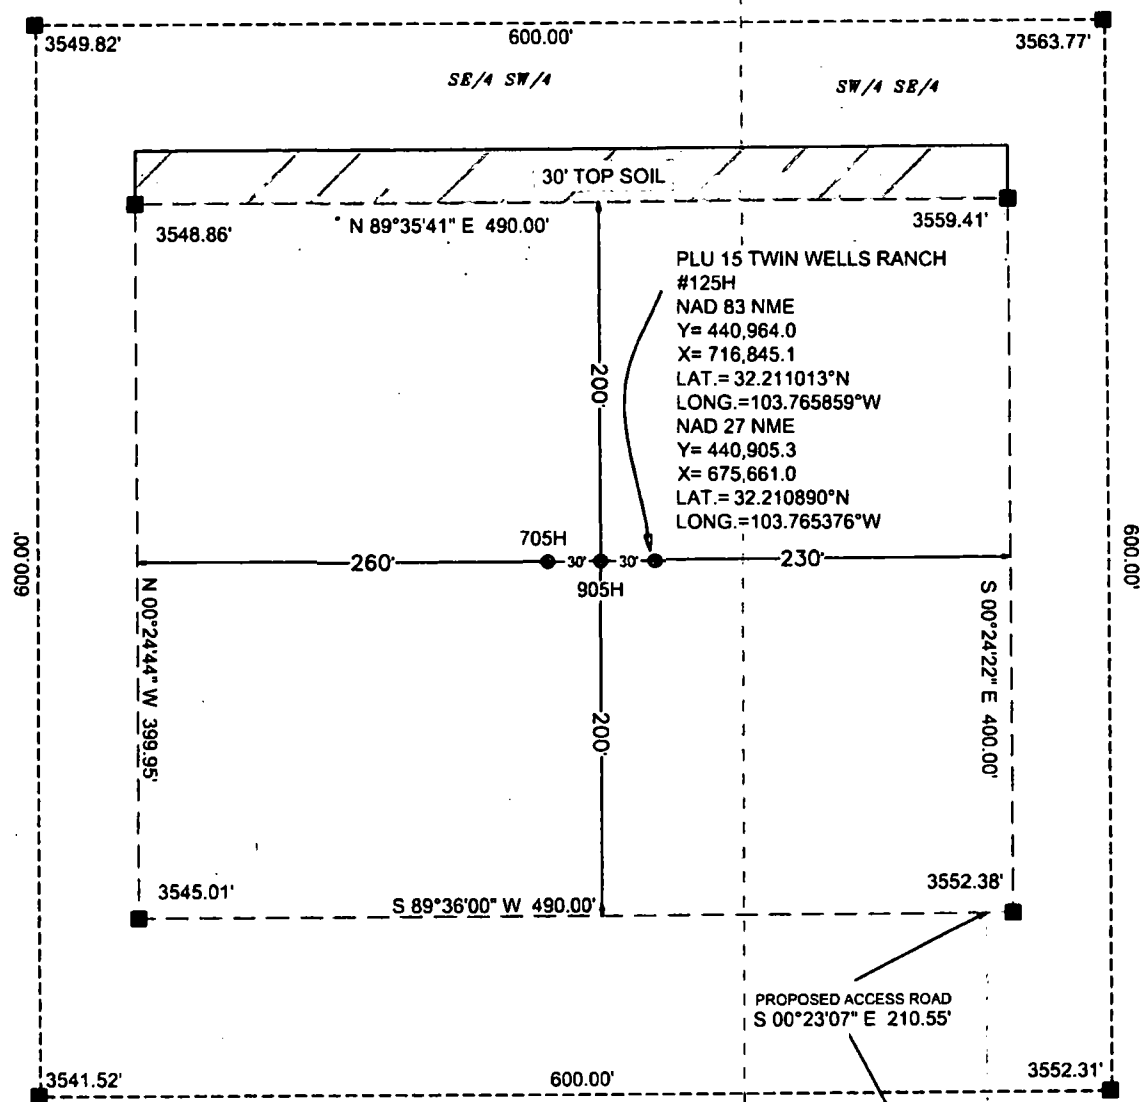 3549.82'
600.00'
3563.77'
SE/4 SW/4
SW/4 SE/4
30' TOP SOIL
3548.86'
N 89°35'41" E 490.00'
3559.41'
PLU 15 TWIN WELLS RANCH
#125H
NAD 83 NME
Y= 440,964.0
X= 716,845.1
LAT.= 32.211013°N
LONG.=103.765859°W
NAD 27 NME
Y= 440,905.3
X= 675,661.0
LAT.= 32.210890°N
LONG.=103.765376°W
200'
705H
260'
30'
30'
230'
905H
600.00'
600.00'
N 00°24'44" W 399.95'
S 00°24'22" E 400.00'
200'
3545.01'
3552.38'
S 89°36'00" W 490.00'
PROPOSED ACCESS ROAD
S 00°23'07" E 210.55'
3541.52'
600.00'
3552.31'